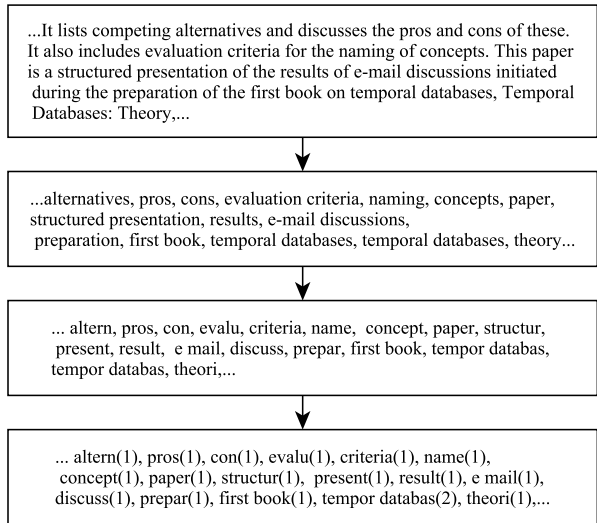 ...It lists competing alternatives and discusses the pros and cons of these.
It also includes evaluation criteria for the naming of concepts. This paper
is a structured presentation of the results of e-mail discussions initiated
during the preparation of the first book on temporal databases, Temporal
Databases: Theory,...
...alternatives, pros, cons, evaluation criteria, naming, concepts, paper,
structured presentation, results, e-mail discussions,
preparation, first book, temporal databases, temporal databases, theory...
... altern, pros, con, evalu, criteria, name, concept, paper, structur,
present, result, e mail, discuss, prepar, first book, tempor databas,
tempor databas, theori,...
... altern(1), pros(1), con(1), evalu(1), criteria(1), name(1),
concept(1), paper(1), structur(1), present(1), result(1), e mail(1),
discuss(1), prepar(1), first book(1), tempor databas(2), theori(1),...